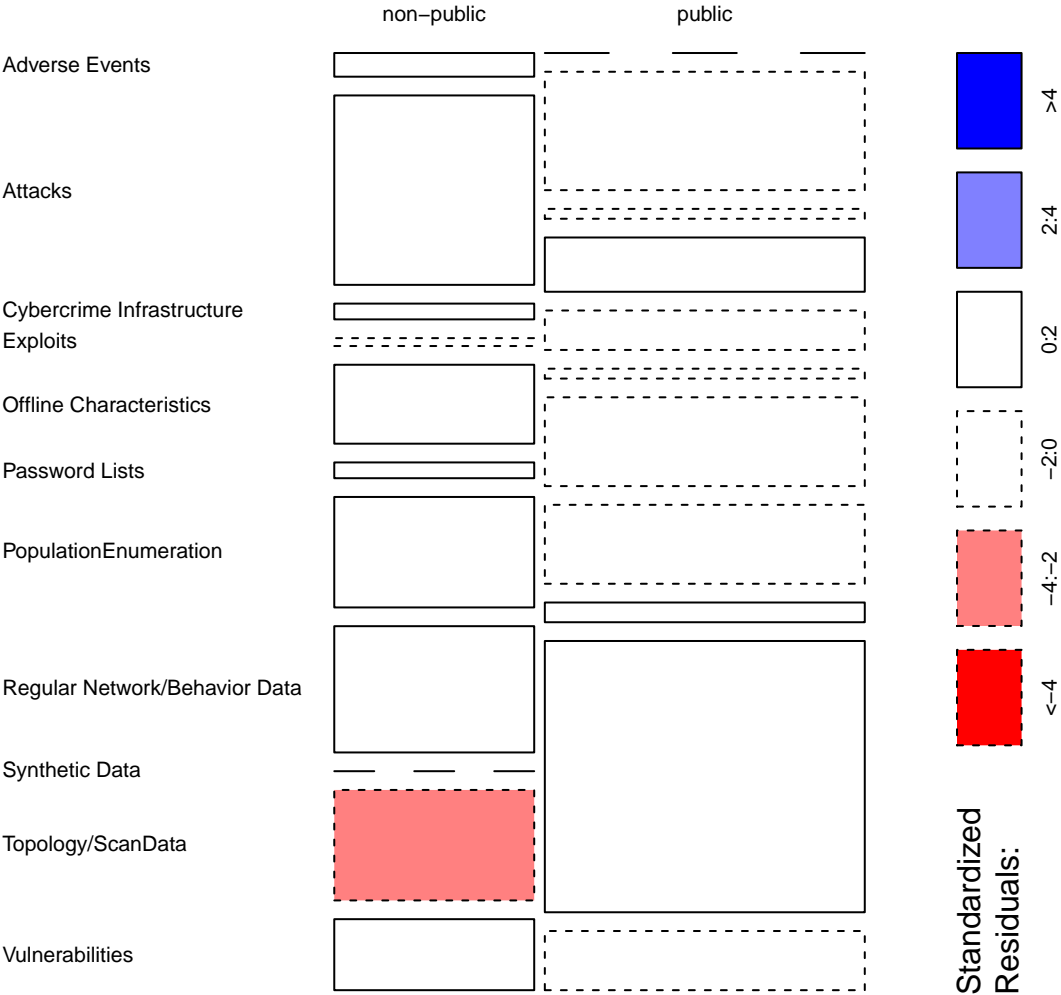 non−public public
Adverse Events
Attacks
Cybercrime Infrastructure
Exploits
Offline Characteristics
Password Lists
PopulationEnumeration
Regular Network/Behavior Data
Synthetic Data
Topology/ScanData
Vulnerabilities
>4
2:4
0:2
−2:0
−4:−2
<−4
Standardized
Residuals: